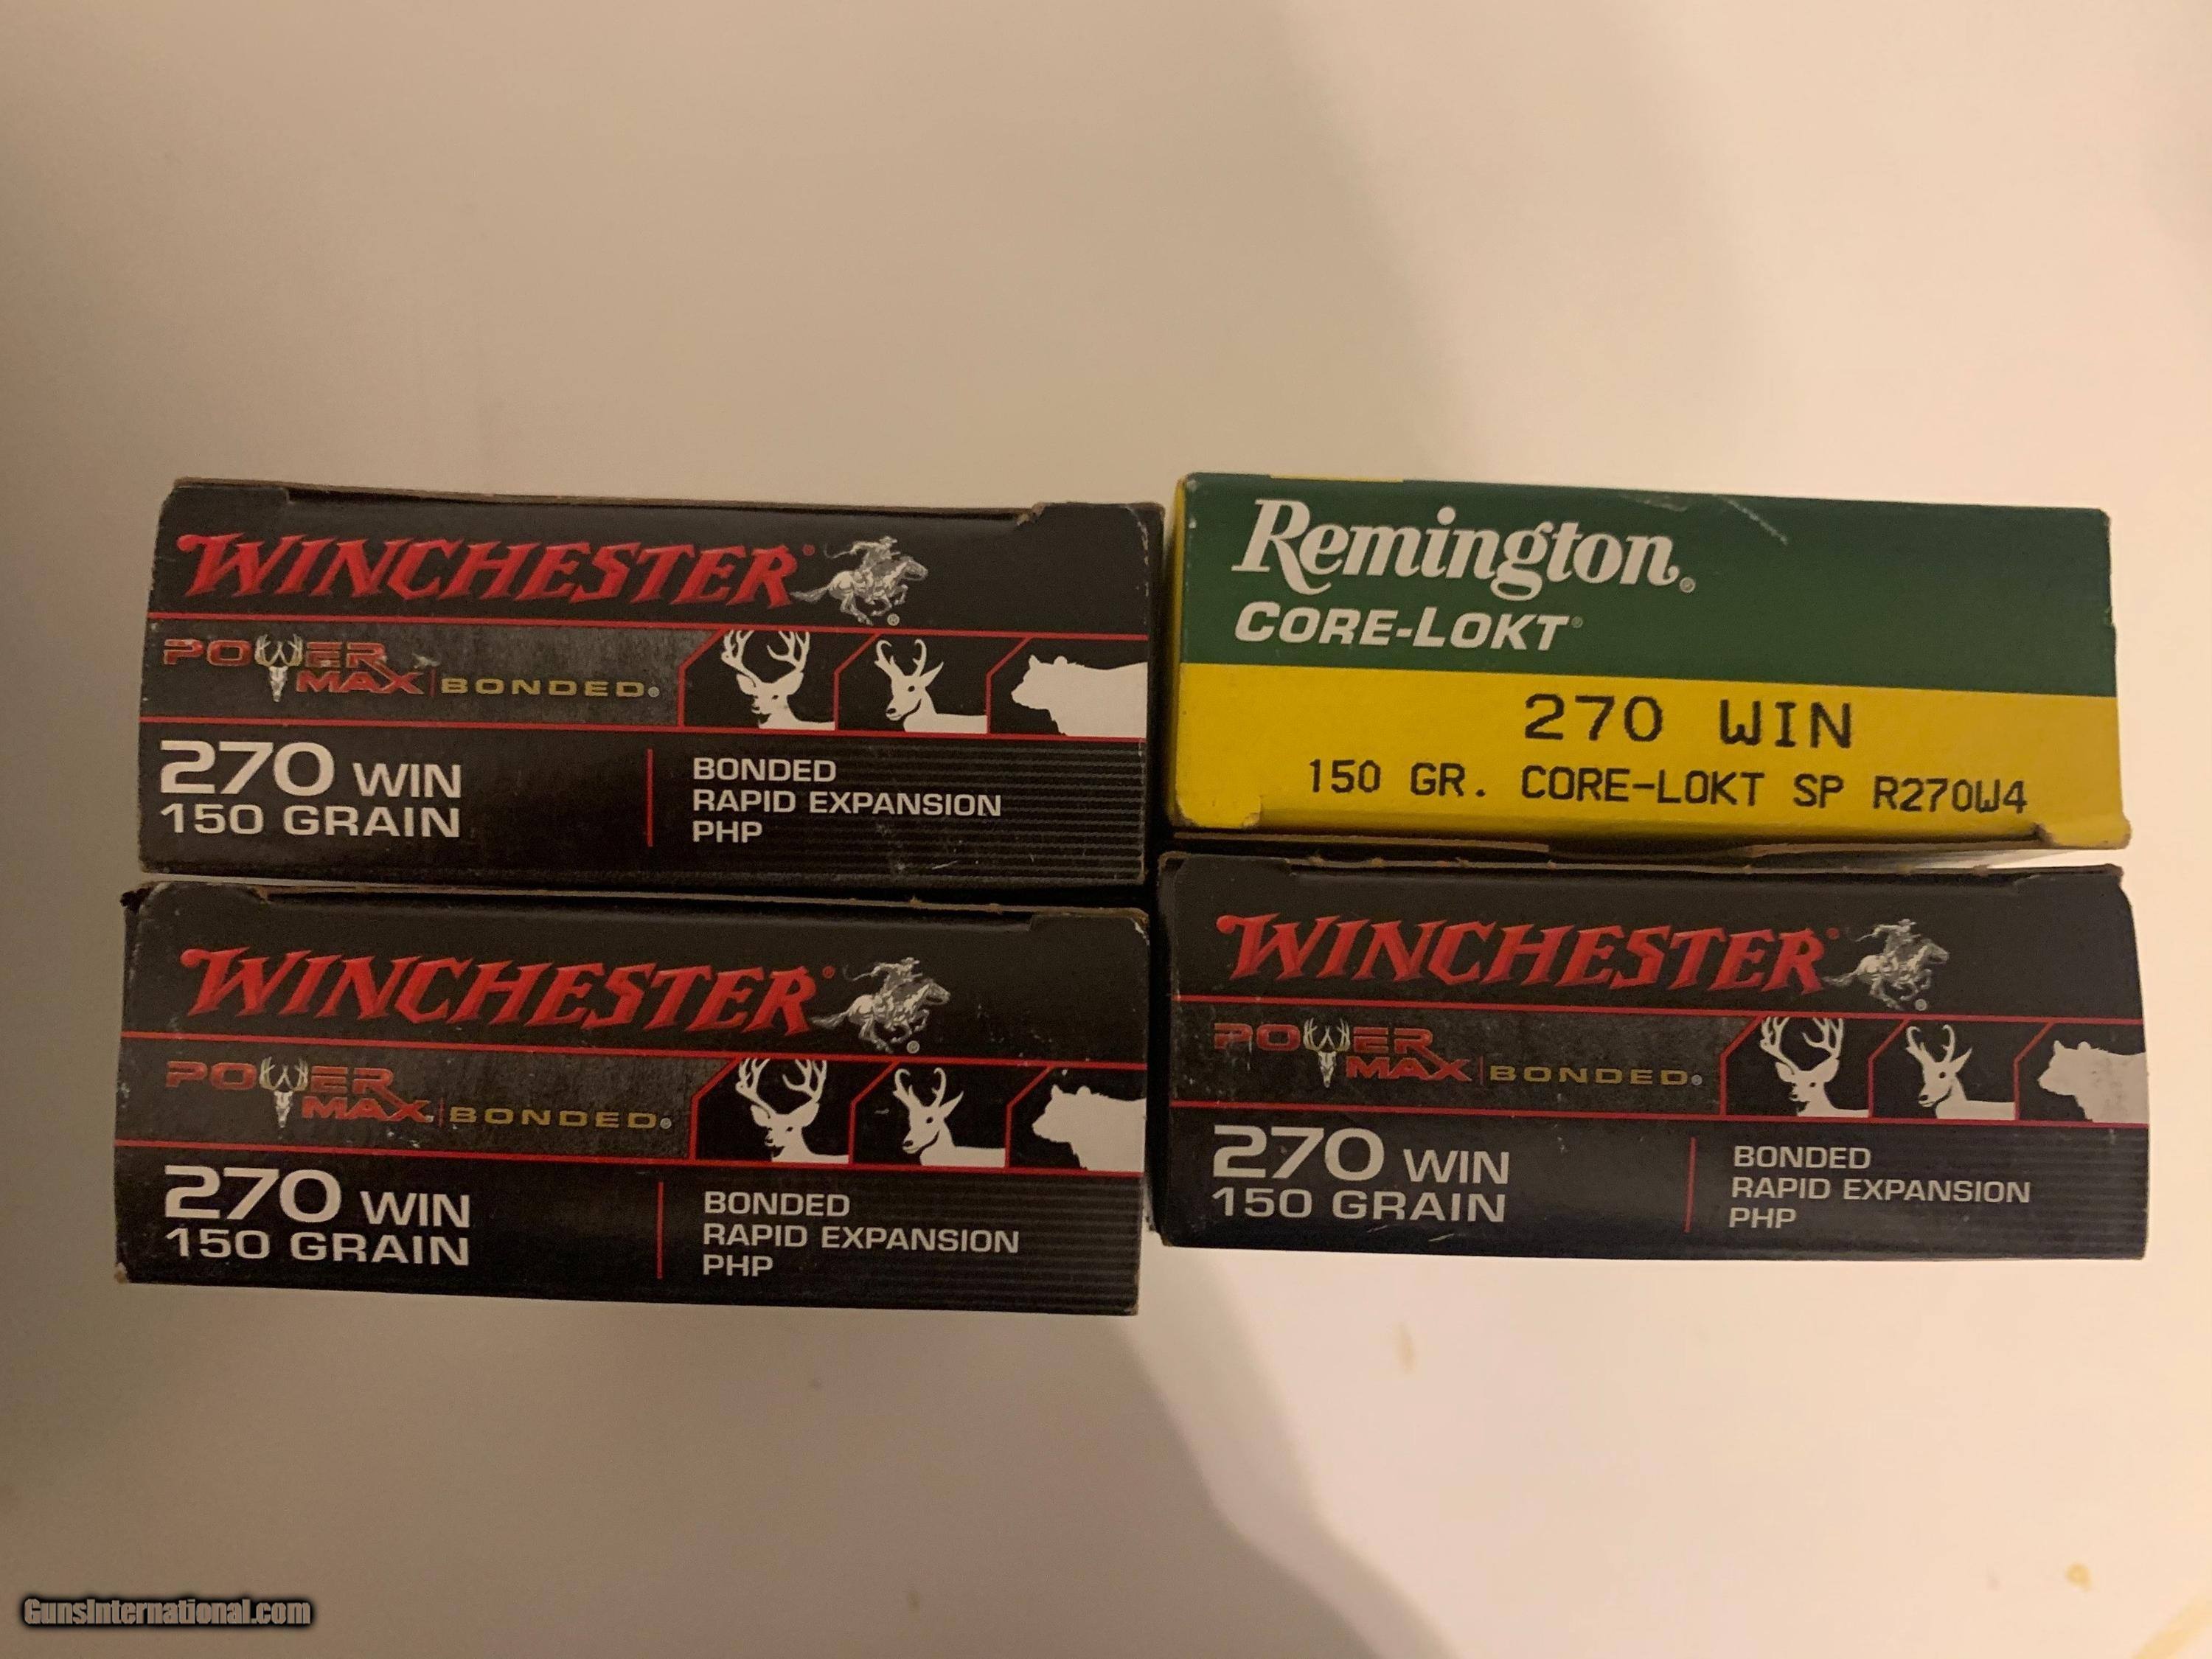 WINCHESTER®
POWER
MAX BONDED®
270 WIN
150 GRAIN
BONDED
RAPID EXPANSION
PHP
Remington®
CORE-LOKT®
270 WIN
150 GR. CORE-LOKT SP R270W4
WINCHESTER®
POWER
MAX BONDED®
270 WIN
150 GRAIN
BONDED
RAPID EXPANSION
PHP
WINCHESTER®
POWER
MAX BONDED®
270 WIN
150 GRAIN
BONDED
RAPID EXPANSION
PHP
GunsInternational.com